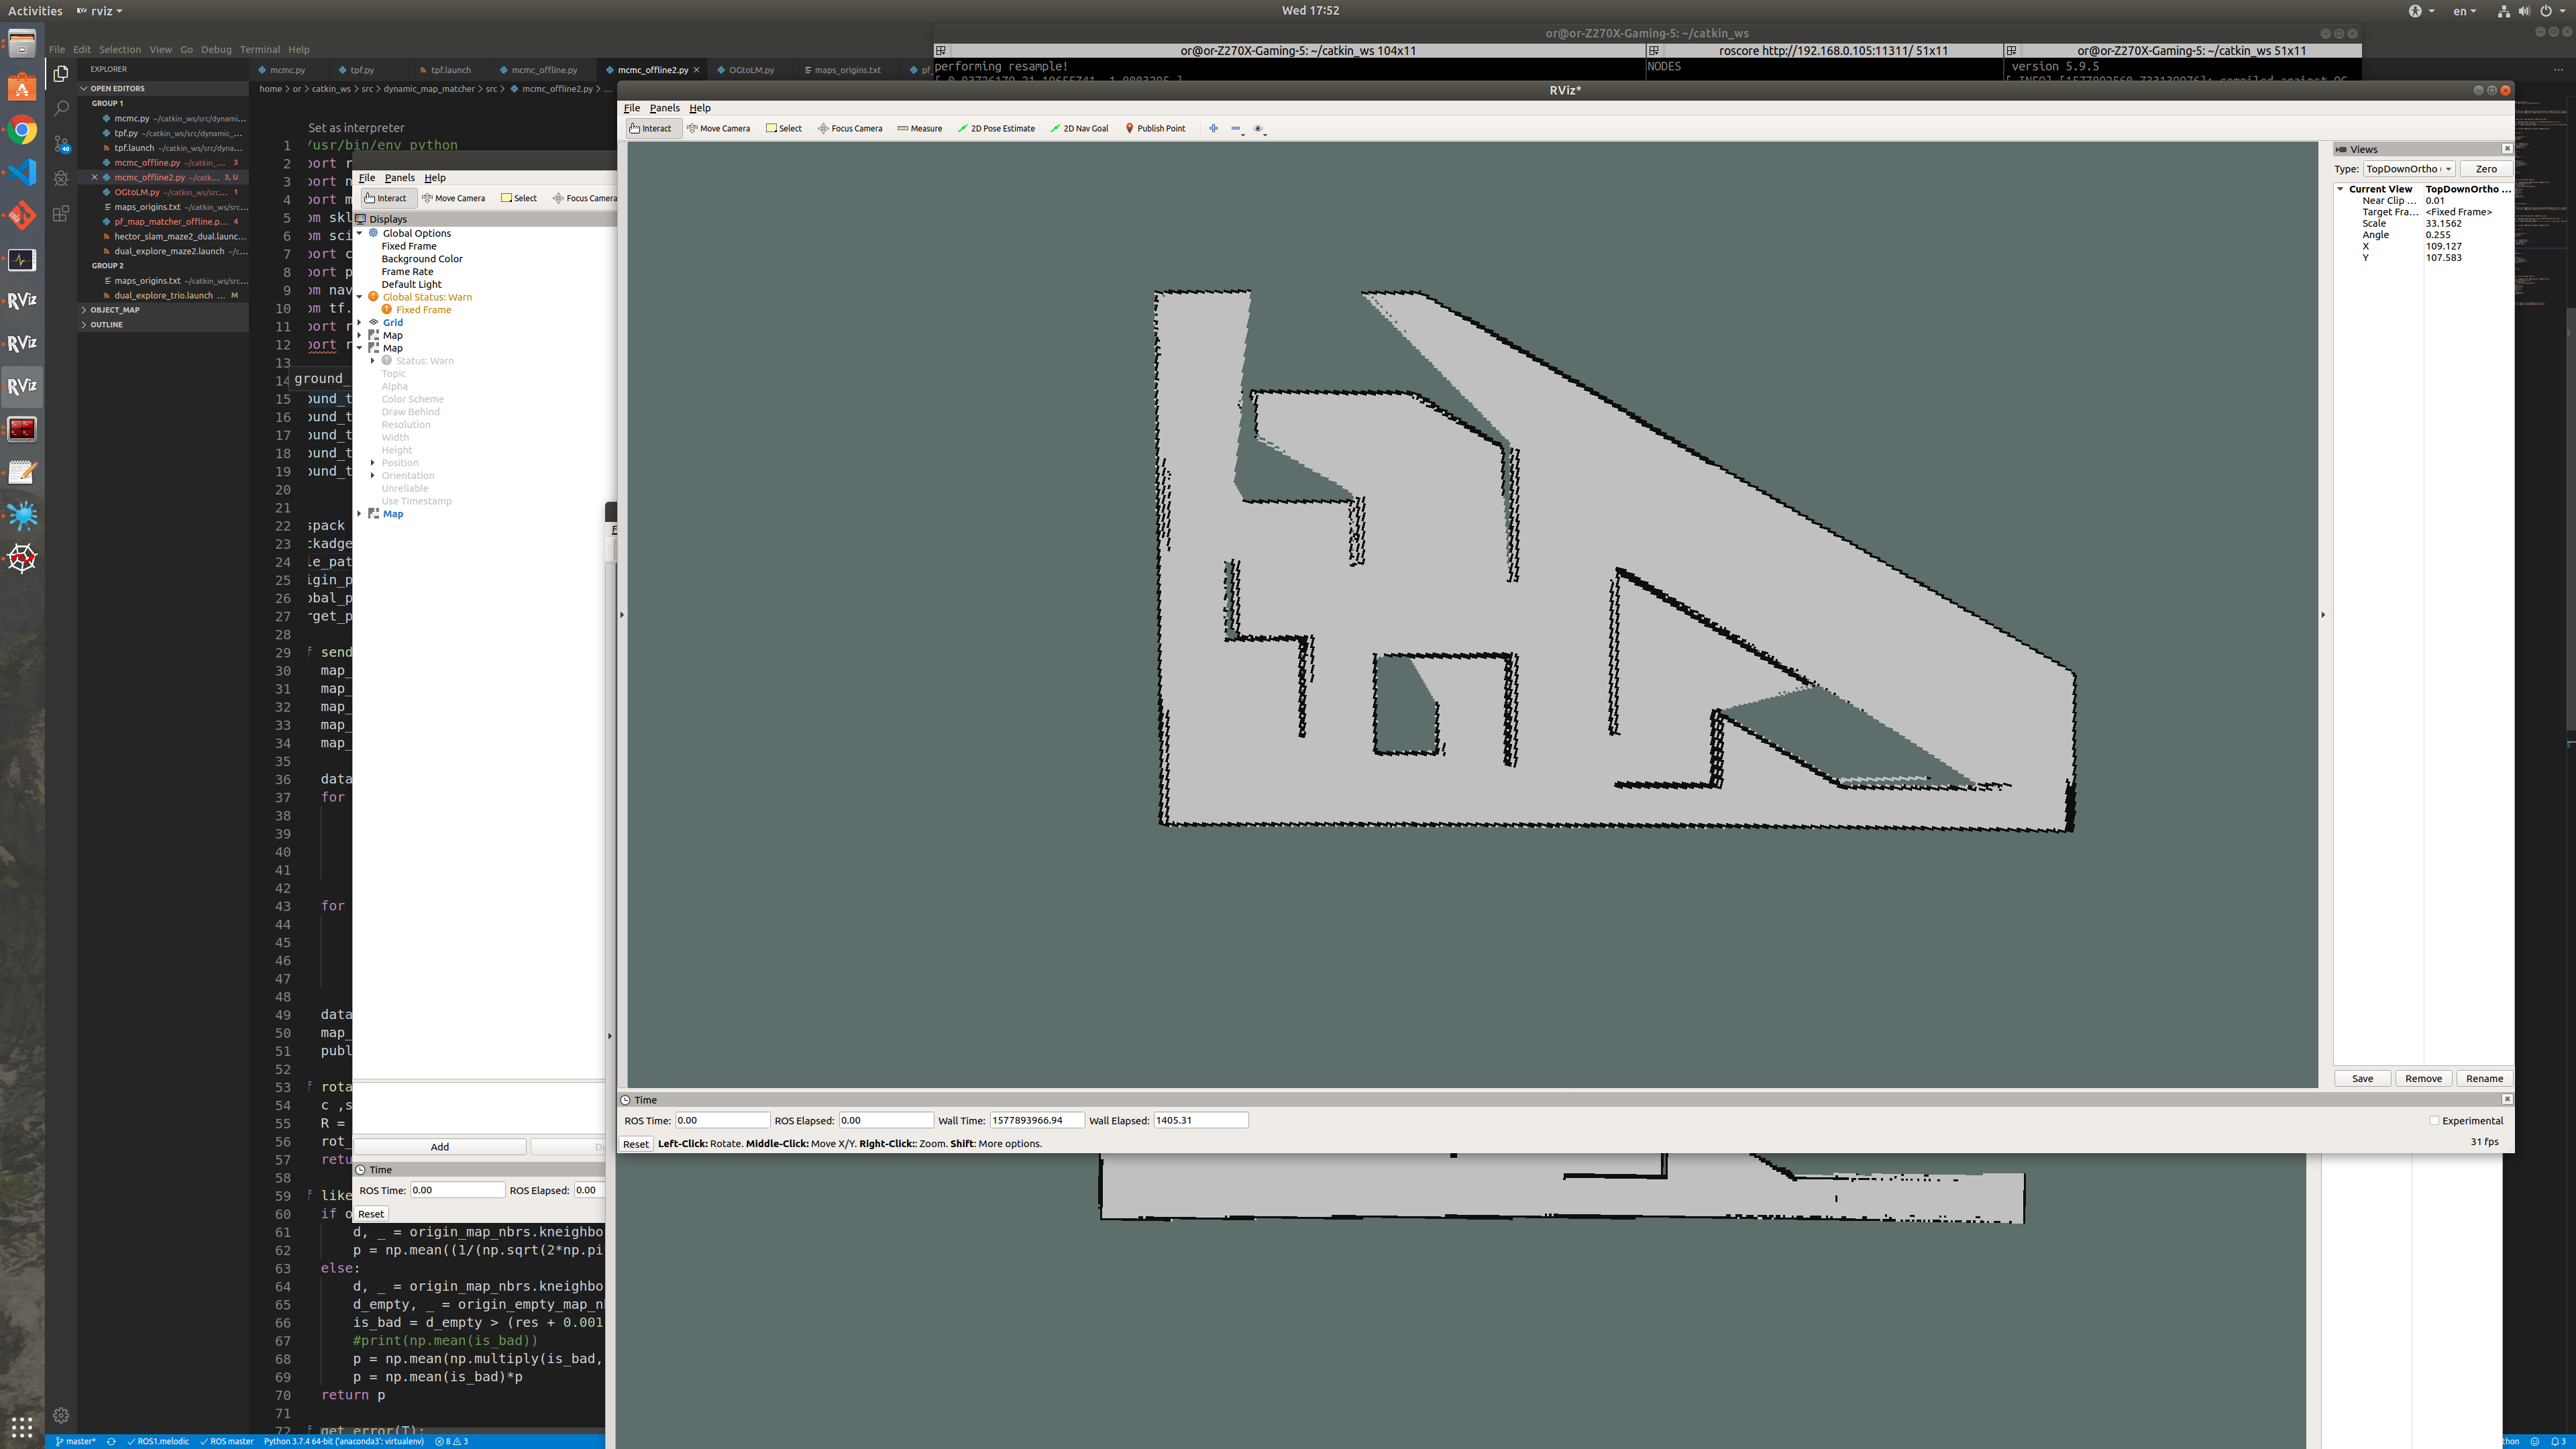 Activities
rviz
Wed 17:52
en
File Edit Selection View Go Debug Terminal Help
or@or-Z270X-Gaming-5: ~/catkin_ws
or@or-Z270X-Gaming-5: ~/catkin_ws 104x11
roscore http://192.168.0.105:11311/ 51x11
or@or-Z270X-Gaming-5: ~/catkin_ws 51x11
performing resample!
NODES
version 5.9.5
EXPLORER
mcmc.py
tpf.py
tpf.launch
mcmc_offline.py
mcmc_offline2.py
OGtoLM.py
maps_origins.txt
OPEN EDITORS
GROUP 1
mcmc.py ~/catkin_ws/src/dynami...
tpf.py ~/catkin_ws/src/dynamic_...
tpf.launch ~/catkin_ws/src/dyna...
mcmc_offline.py ~/catkin_... 3
mcmc_offline2.py ~/catk... 3, U
OGtoLM.py ~/catkin_ws/src... 1
maps_origins.txt ~/catkin_ws/src...
pf_map_matcher_offline.p... 4
hector_slam_maze2_dual.launc...
dual_explore_maze2.launch ~/c...
GROUP 2
maps_origins.txt ~/catkin_ws/src...
dual_explore_trio.launch ... M
OBJECT_MAP
OUTLINE
home > or > catkin_ws > src > dynamic_map_matcher > src > mcmc_offline2.py > ...
Set as interpreter
1 /usr/bin/env python
2 port r
3 port n
4 port m
5 om skl
6 om sci
7 port c
8 port p
9 om nav
10 om tf.
11 port r
12 port r
13
14 ground_
15 ound_t
16 ound_t
17 ound_t
18 ound_t
19 ound_t
20
21
22 spack
23 ckadge
24 le_pat
25 igin_p
26 obal_p
27 rget_p
28
29 f send
30 map_
31 map_
32 map_
33 map_
34 map_
35
36 data
37 for
38
39
40
41
42
43 for
44
45
46
47
48
49 data
50 map_
51 publ
52
53 f rota
54 c ,s
55 R =
56 rot_
57 retu
58
59 f like
60 if o
61 d, _ = origin_map_nbrs.kneighbo
62 p = np.mean((1/(np.sqrt(2*np.pi
63 else:
64 d, _ = origin_map_nbrs.kneighbo
65 d_empty, _ = origin_empty_map_n
66 is_bad = d_empty > (res + 0.001
67 #print(np.mean(is_bad))
68 p = np.mean(np.multiply(is_bad,
69 p = np.mean(is_bad)*p
70 return p
71
72 f get_error(T):
File Panels Help
Interact Move Camera Select Focus Camera
Displays
Global Options
Fixed Frame
Background Color
Frame Rate
Default Light
Global Status: Warn
Fixed Frame
Grid
Map
Map
Status: Warn
Topic
Alpha
Color Scheme
Draw Behind
Resolution
Width
Height
Position
Orientation
Unreliable
Use Timestamp
Map
Add
Time
ROS Time: 0.00 ROS Elapsed: 0.00
Reset
RViz*
File Panels Help
Interact Move Camera Select Focus Camera Measure 2D Pose Estimate 2D Nav Goal Publish Point
Views
Type: TopDownOrtho Zero
Current View TopDownOrtho ...
Near Clip ... 0.01
Target Fra... <Fixed Frame>
Scale 33.1562
Angle 0.255
X 109.127
Y 107.583
Save Remove Rename
Time
ROS Time: 0.00 ROS Elapsed: 0.00 Wall Time: 1577893966.94 Wall Elapsed: 1405.31
Experimental
Reset Left-Click: Rotate. Middle-Click: Move X/Y. Right-Click:: Zoom. Shift: More options.
31 fps
master* ROS1.melodic ROS master Python 3.7.4 64-bit ('anaconda3': virtualenv) 8 3
thon
3
RViz
RViz
RViz
40